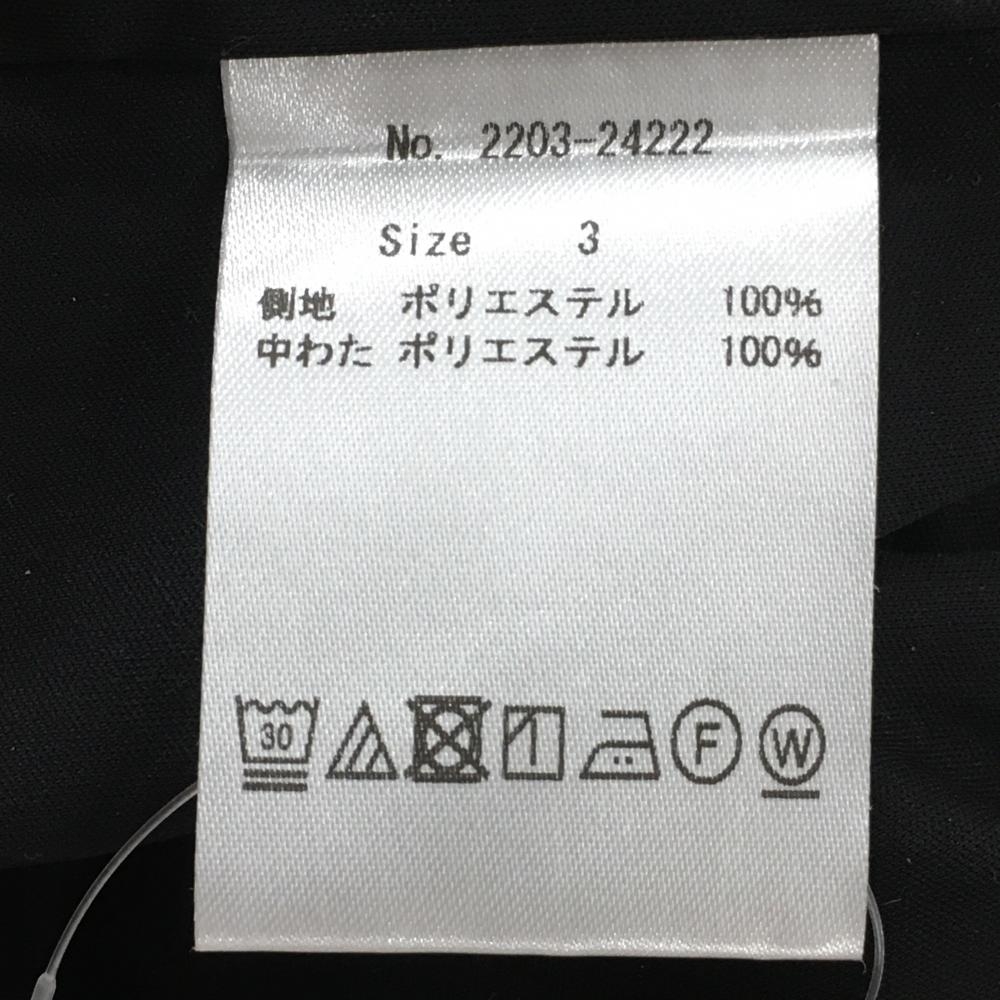 No. 2203-24222
Size 3
側地 ポリエステル 100%
中わた ポリエステル 100%
30 F W